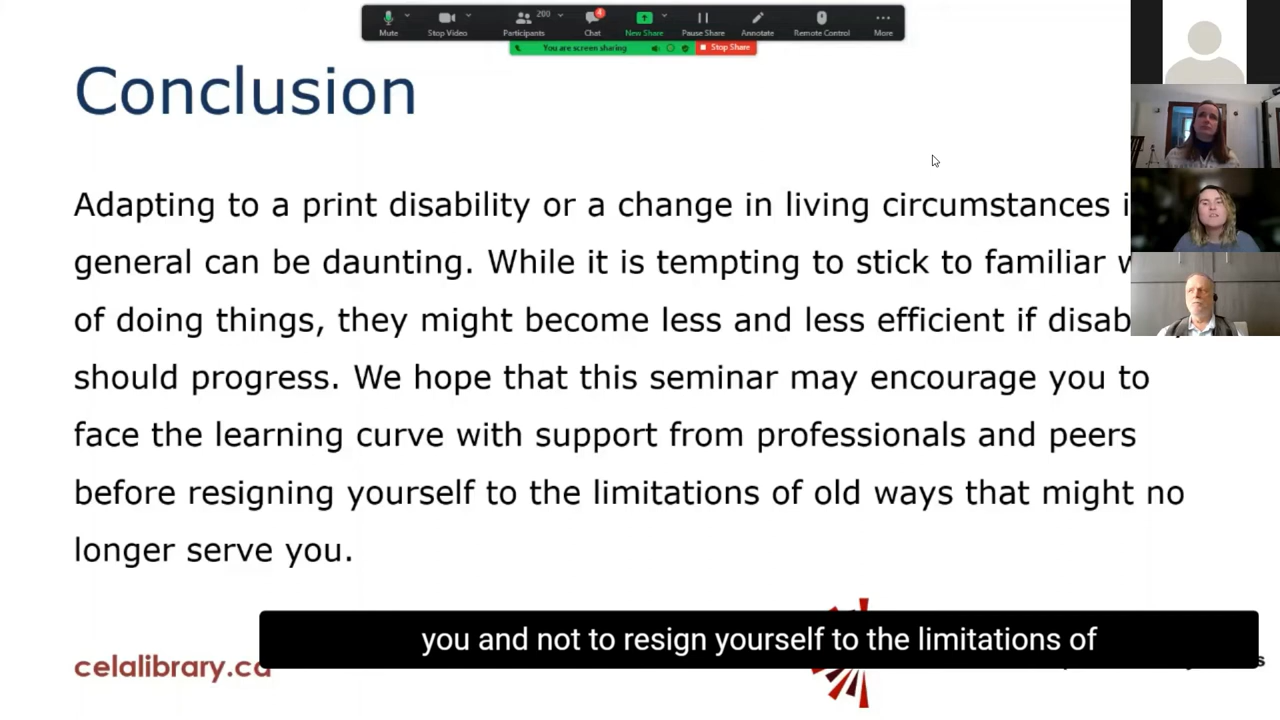 200
4
Mute
Stop Video
Participants
Chat
New Share
Pause Share
Annotate
Remote Control
More
You are screen sharing
Stop Share
Conclusion
Adapting to a print disability or a change in living circumstances
general can be daunting. While it is tempting to stick to familiar
of doing things, they might become less and less efficient if
should progress. We hope that this seminar may encourage you to
face the learning curve with support from professionals and peers
before resigning yourself to the limitations of old ways that might no
longer serve you.
you and not to resign yourself to the limitations of
celalibrary.ca